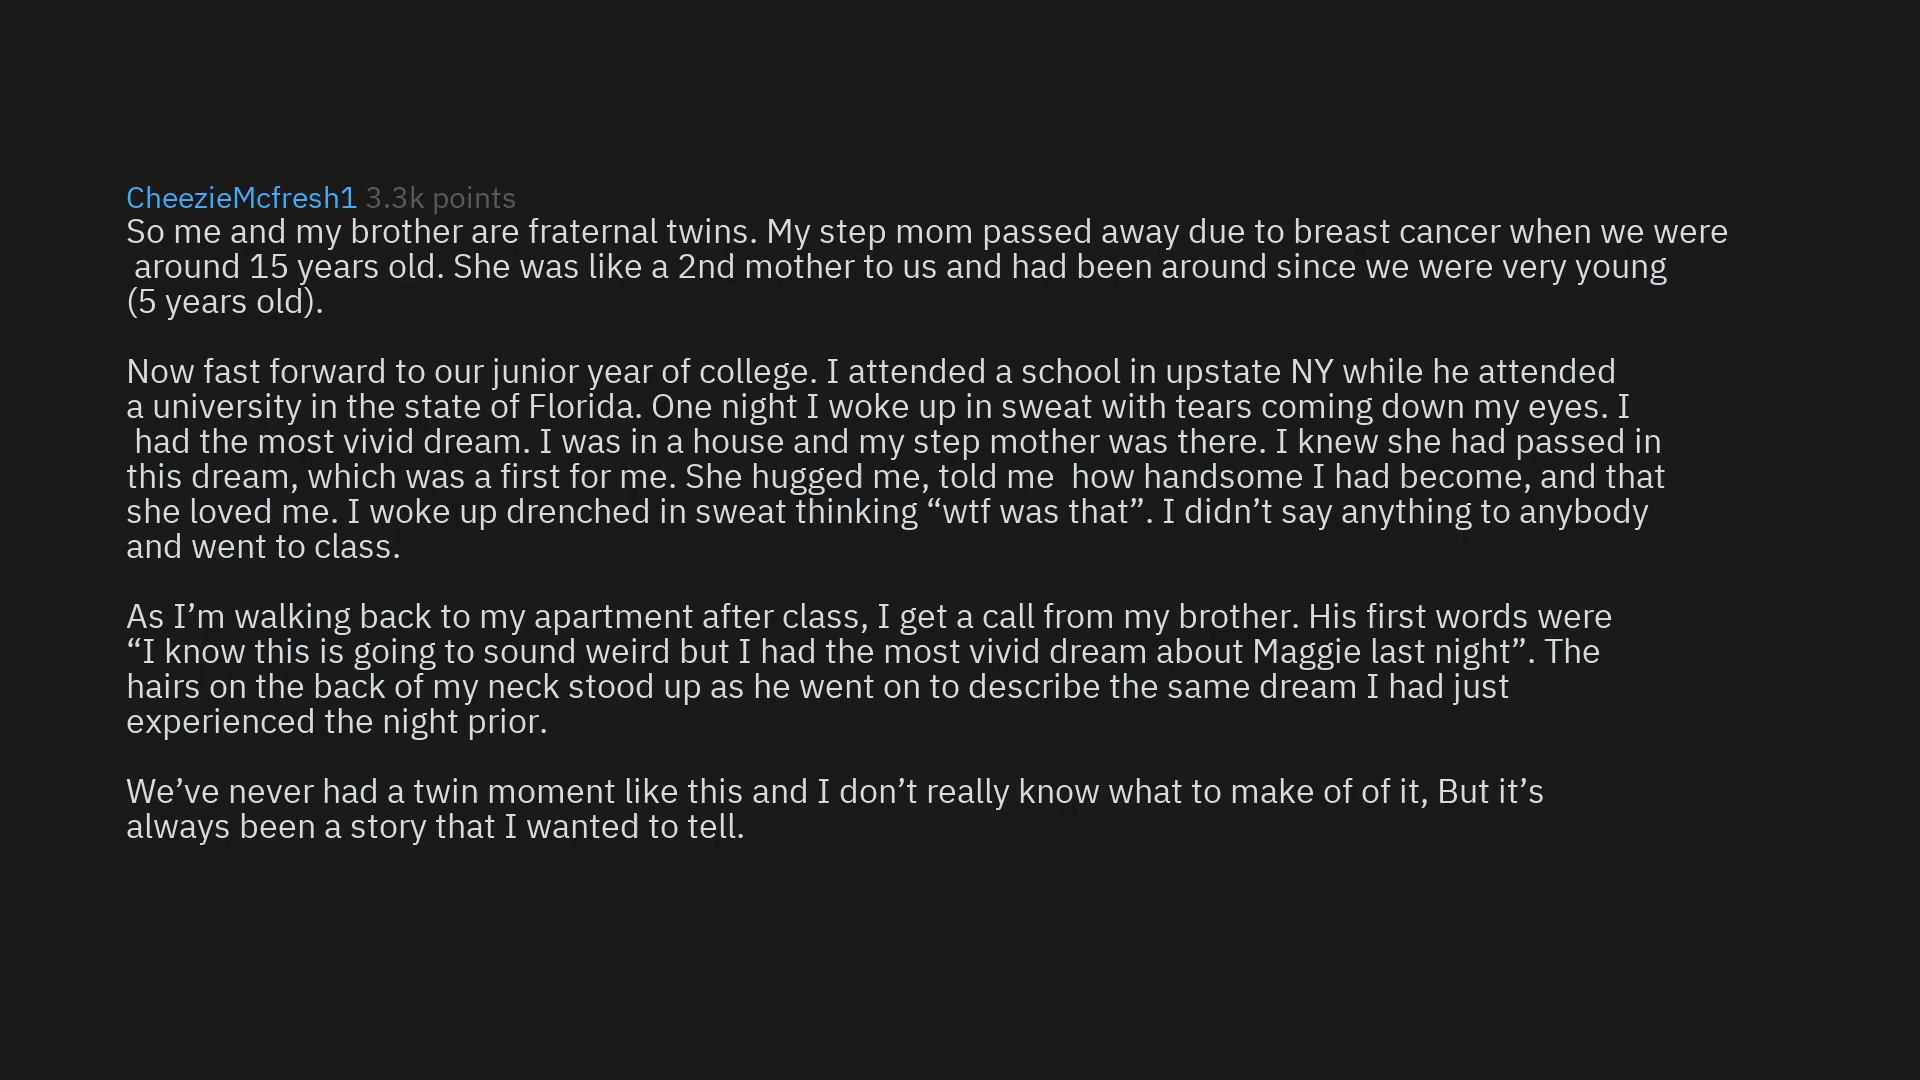 CheezieMcfresh1 3.3k points
So me and my brother are fraternal twins. My step mom passed away due to breast cancer when we were
around 15 years old. She was like a 2nd mother to us and had been around since we were very young
(5 years old).
Now fast forward to our junior year of college. I attended a school in upstate NY while he attended
a university in the state of Florida. One night I woke up in sweat with tears coming down my eyes. I
had the most vivid dream. I was in a house and my step mother was there. I knew she had passed in
this dream, which was a first for me. She hugged me, told me  how handsome I had become, and that
she loved me. I woke up drenched in sweat thinking “wtf was that”. I didn’t say anything to anybody
and went to class.
As I’m walking back to my apartment after class, I get a call from my brother. His first words were
“I know this is going to sound weird but I had the most vivid dream about Maggie last night”. The
hairs on the back of my neck stood up as he went on to describe the same dream I had just
experienced the night prior.
We’ve never had a twin moment like this and I don’t really know what to make of of it, But it’s
always been a story that I wanted to tell.